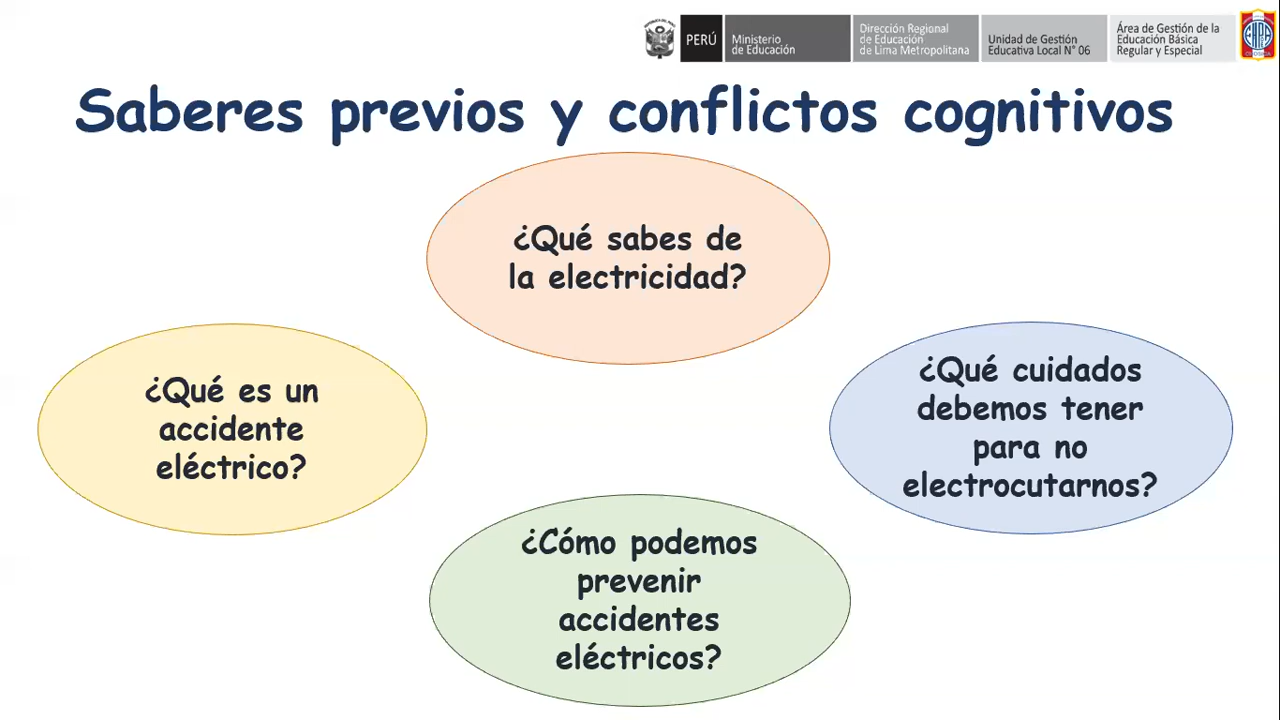 PERÚ
Ministerio
de Educación
Dirección Regional
de Educación
de Lima Metropolitana
Unidad de Gestión
Educativa Local N° 06
Área de Gestión de la
Educación Básica
Regular y Especial
Saberes previos y conflictos cognitivos
¿Qué sabes de
la electricidad?
¿Qué es un
accidente
eléctrico?
¿Qué cuidados
debemos tener
para no
electrocutarnos?
¿Cómo podemos
prevenir
accidentes
eléctricos?